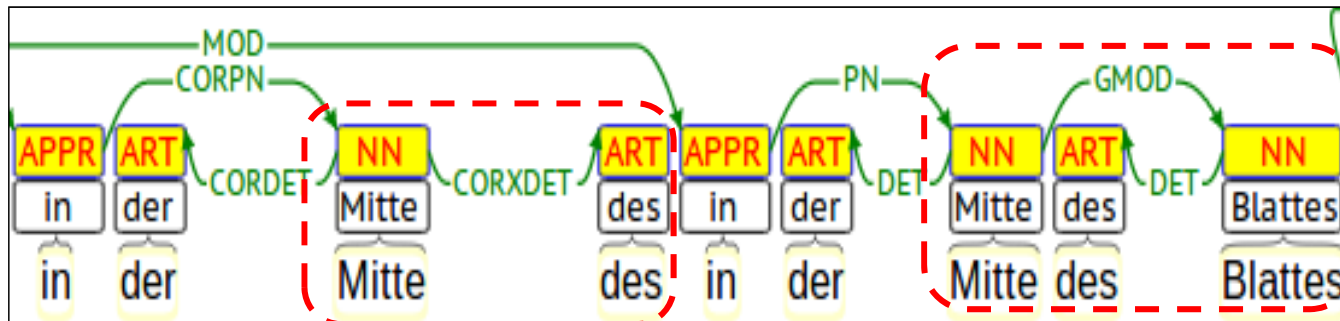 MOD
CORPN PN GMOD
APPR ART NN ART APPR ART NN ART NN
CORDET CORXDET DET DET
in der Mitte des in der Mitte des Blattes
in der Mitte des in der Mitte des Blattes